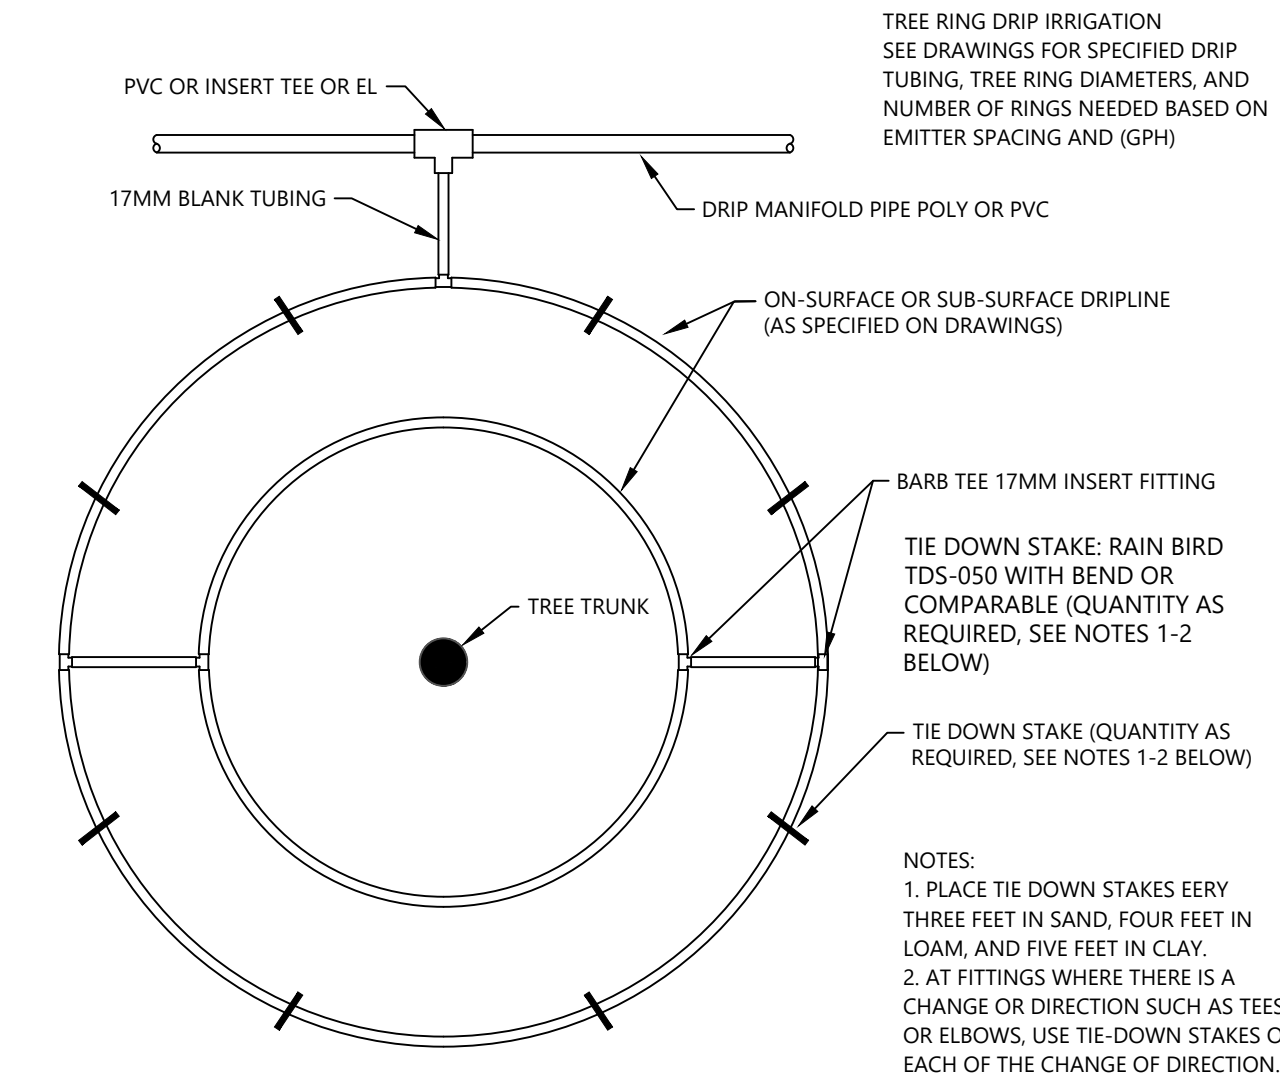 TREE RING DRIP IRRIGATION
SEE DRAWINGS FOR SPECIFIED DRIP
TUBING, TREE RING DIAMETERS, AND
NUMBER OF RINGS NEEDED BASED ON
EMITTER SPACING AND (GPH)
PVC OR INSERT TEE OR EL
17MM BLANK TUBING
DRIP MANIFOLD PIPE POLY OR PVC
ON-SURFACE OR SUB-SURFACE DRIPLINE
(AS SPECIFIED ON DRAWINGS)
BARB TEE 17MM INSERT FITTING
TIE DOWN STAKE: RAIN BIRD
TDS-050 WITH BEND OR
COMPARABLE (QUANTITY AS
REQUIRED, SEE NOTES 1-2
BELOW)
TREE TRUNK
TIE DOWN STAKE (QUANTITY AS
REQUIRED, SEE NOTES 1-2 BELOW)
NOTES:
1. PLACE TIE DOWN STAKES EERY
THREE FEET IN SAND, FOUR FEET IN
LOAM, AND FIVE FEET IN CLAY.
2. AT FITTINGS WHERE THERE IS A
CHANGE OR DIRECTION SUCH AS TEES
OR ELBOWS, USE TIE-DOWN STAKES
EACH OF THE CHANGE OF DIRECTION.